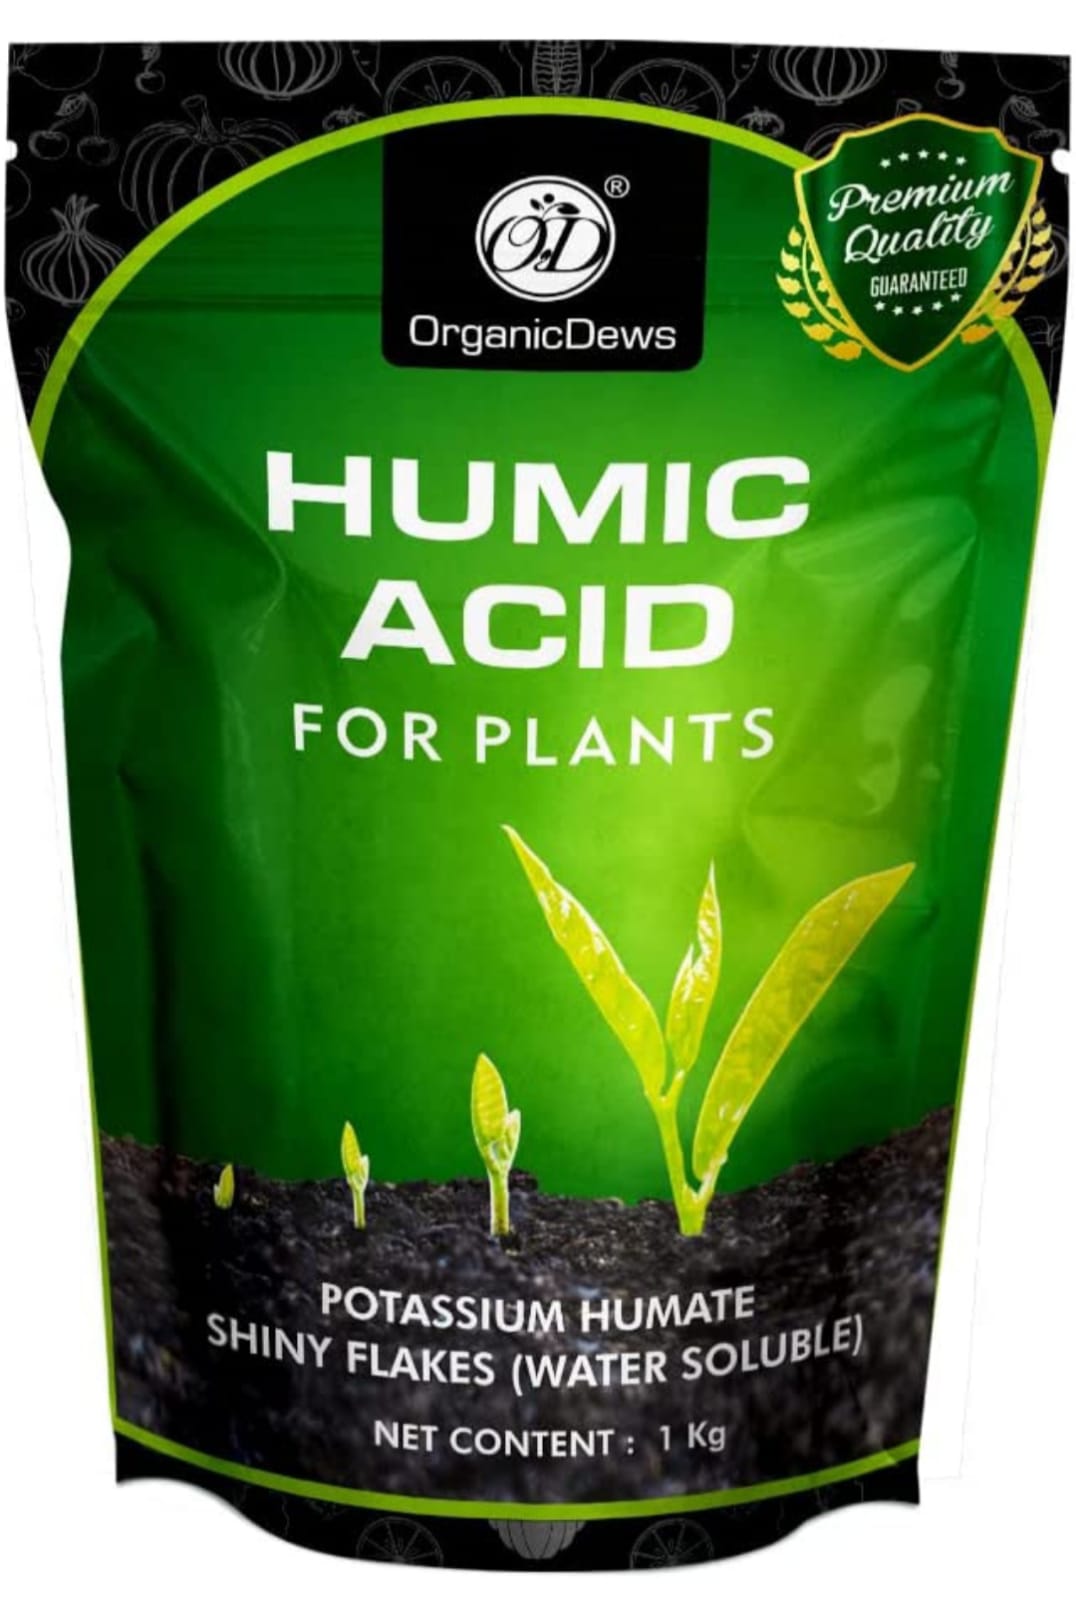 OD ®
OrganicDews
Premium
Quality
GUARANTEED
HUMIC
ACID
FOR PLANTS
POTASSIUM HUMATE
SHINY FLAKES (WATER SOLUBLE)
NET CONTENT : 1 Kg